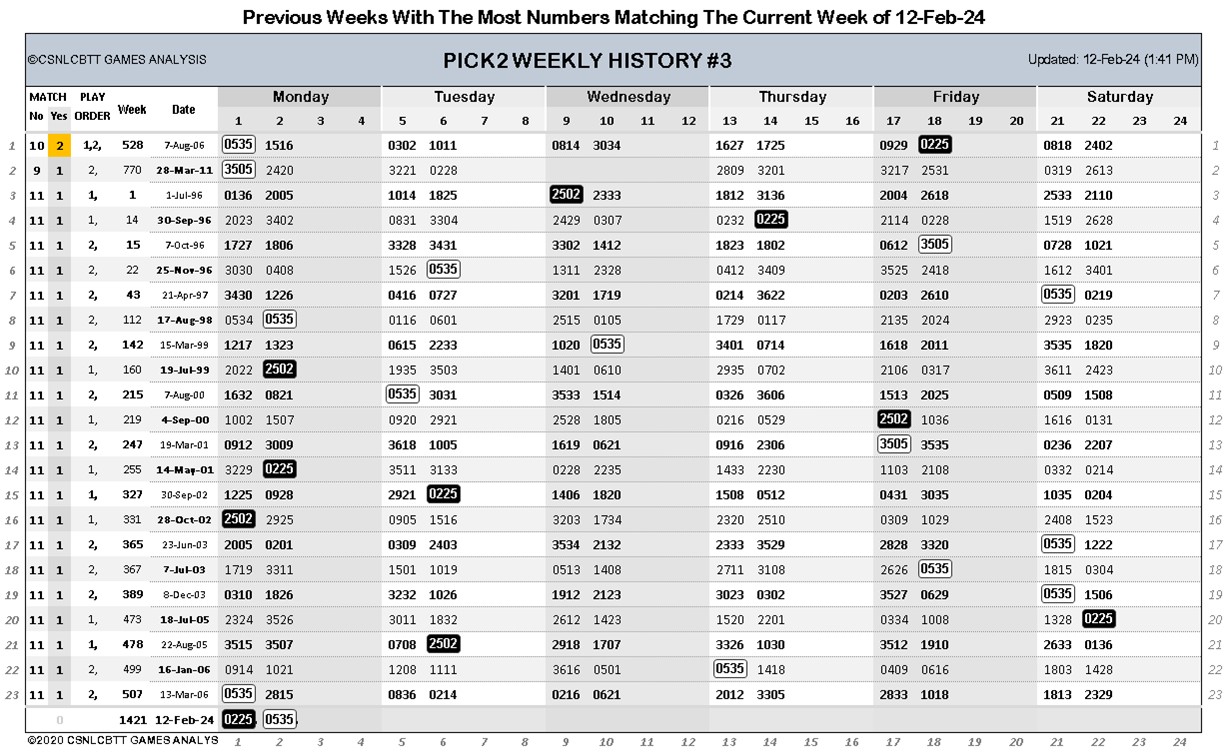 Previous Weeks With The Most Numbers Matching The Current Week of 12-Feb-24
©CSNLCBTT GAMES ANALYSIS PICK2 WEEKLY HISTORY #3 Updated: 12-Feb-24 (1:41 PM)
MATCH PLAY Week Date Monday Tuesday Wednesday Thursday Friday Saturday
No Yes ORDER 1 2 3 4 5 6 7 8 9 10 11 12 13 14 15 16 17 18 19 20 21 22 23 24
1 10 2 1,2, 528 7-Aug-06 0535 1516 0302 1011 0814 3034 1627 1725 0929 0225 0818 2402 1
2 9 1 2, 770 28-Mar-11 3505 2420 3221 0228 2809 3201 3217 2531 0319 2613 2
3 11 1 1, 1 1-Jul-96 0136 2005 1014 1825 2502 2333 1812 3136 2004 2618 2533 2110 3
4 11 1 1, 14 30-Sep-96 2023 3402 0831 3304 2429 0307 0232 0225 2114 0228 1519 2628 4
5 11 1 2, 15 7-Oct-96 1727 1806 3328 3431 3302 1412 1823 1802 0612 3505 0728 1021 5
6 11 1 2, 22 25-Nov-96 3030 0408 1526 0535 1311 2328 0412 3409 3525 2418 1612 3401 6
7 11 1 2, 43 21-Apr-97 3430 1226 0416 0727 3201 1719 0214 3622 0203 2610 0535 0219 7
8 11 1 2, 112 17-Aug-98 0534 0535 0116 0601 2515 0105 1729 0117 2135 2024 2923 0235 8
9 11 1 2, 142 15-Mar-99 1217 1323 0615 2233 1020 0535 3401 0714 1618 2011 3535 1820 9
10 11 1 1, 160 19-Jul-99 2022 2502 1935 3503 1401 0610 2935 0702 2106 0317 3611 2423 10
11 11 1 2, 215 7-Aug-00 1632 0821 0535 3031 3533 1514 0326 3606 1513 2025 0509 1508 11
12 11 1 1, 219 4-Sep-00 1002 1507 0920 2921 2528 1805 0216 0529 2502 1036 1616 0131 12
13 11 1 2, 247 19-Mar-01 0912 3009 3618 1005 1619 0621 0916 2306 3505 3535 0236 2207 13
14 11 1 1, 255 14-May-01 3229 0225 3511 3133 0228 2235 1433 2230 1103 2108 0332 0214 14
15 11 1 1, 327 30-Sep-02 1225 0928 2921 0225 1406 1820 1508 0512 0431 3035 1035 0204 15
16 11 1 1, 331 28-Oct-02 2502 2925 0905 1516 3203 1734 2320 2510 0309 1029 2408 1523 16
17 11 1 2, 365 23-Jun-03 2005 0201 0309 2403 3534 2132 2333 3529 2828 3320 0535 1222 17
18 11 1 2, 367 7-Jul-03 1719 3311 1501 1019 0513 1408 2711 3108 2626 0535 1815 0304 18
19 11 1 2, 389 8-Dec-03 0310 1826 3232 1026 1912 2123 3023 0302 3527 0629 0535 1506 19
20 11 1 1, 473 18-Jul-05 2324 3526 3011 1832 2612 1423 1520 2201 0334 1008 1328 0225 20
21 11 1 1, 478 22-Aug-05 3515 3507 0708 2502 2918 1707 3326 1030 3512 1910 2633 0136 21
22 11 1 2, 499 16-Jan-06 0914 1021 1208 1111 3616 0501 0535 1418 0409 0616 1803 1428 22
23 11 1 2, 507 13-Mar-06 0535 2815 0836 0214 0216 0621 2012 3305 2833 1018 1813 2329 23
0 1421 12-Feb-24 0225, 0535,
©2020 CSNLCBTT GAMES ANALYS 1 2 3 4 5 6 7 8 9 10 11 12 13 14 15 16 17 18 19 20 21 22 23 24